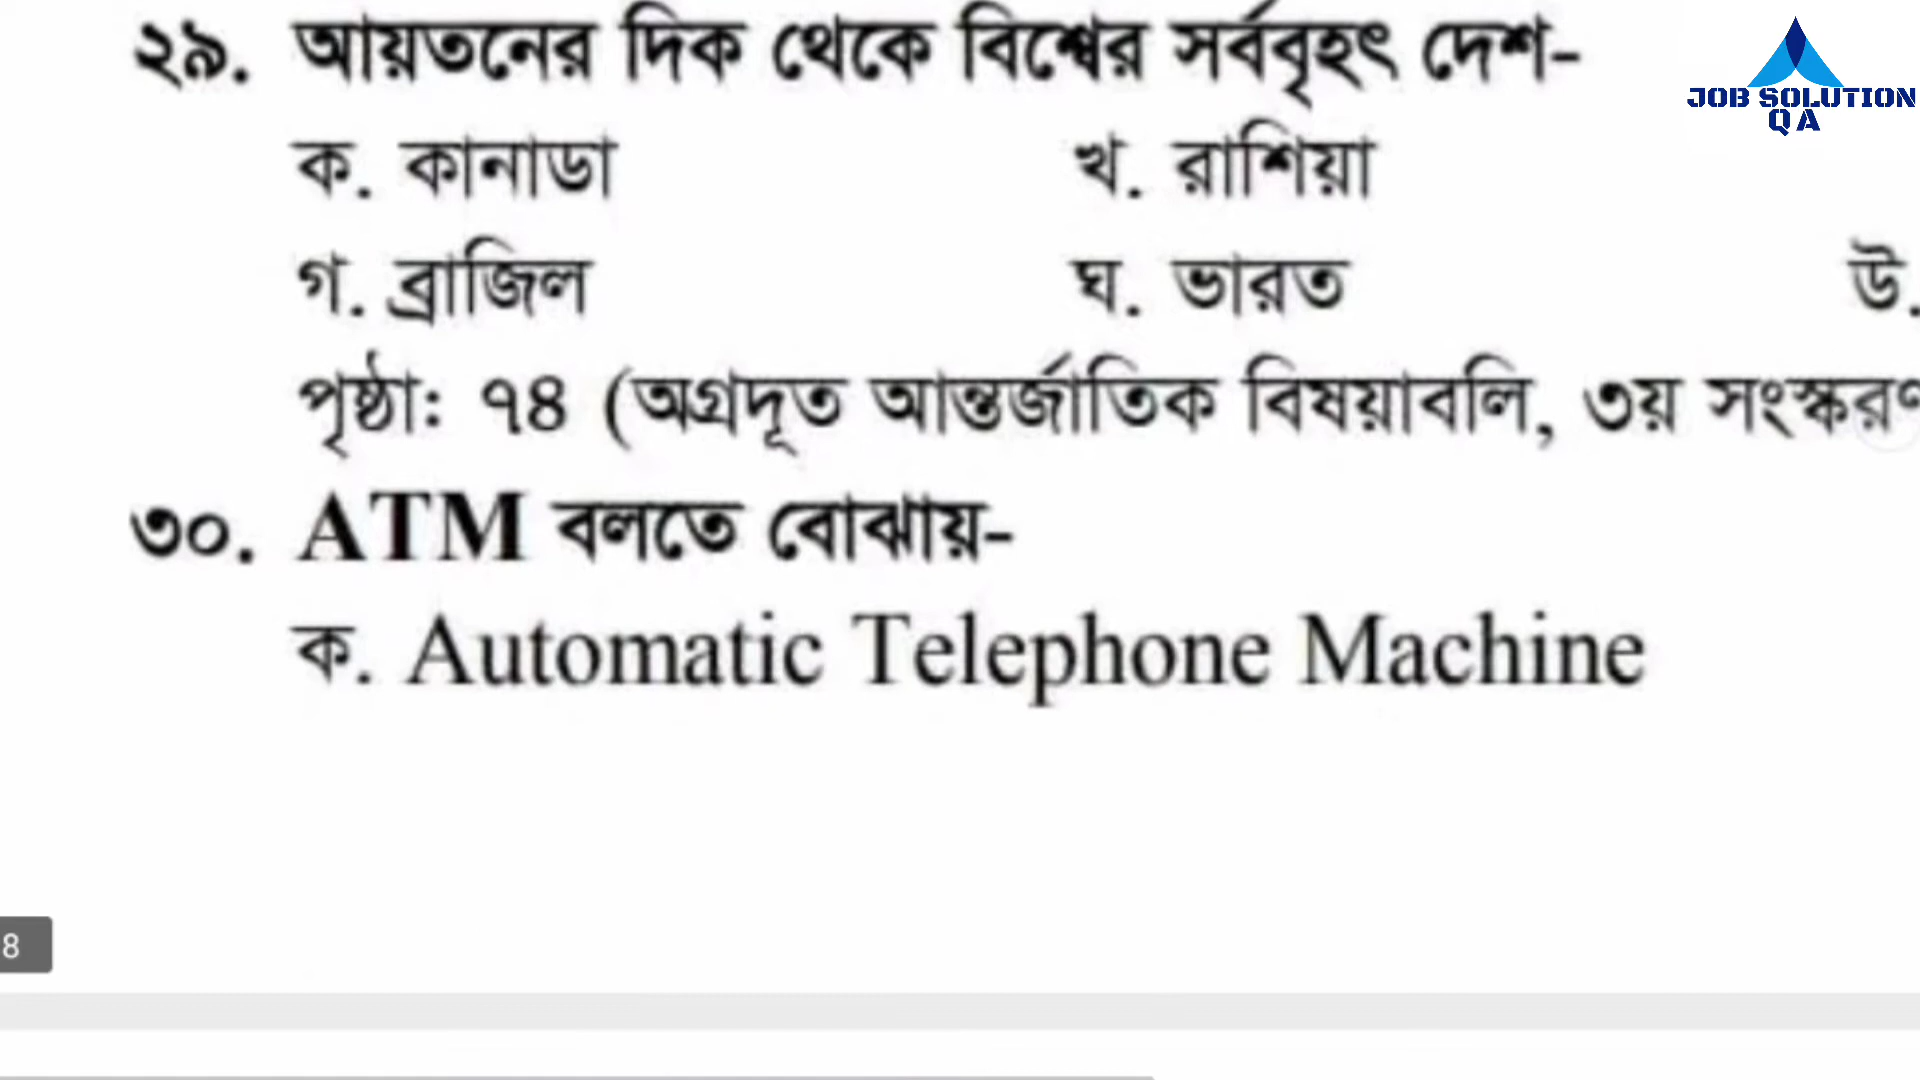 ২৯. আয়তনের দিক থেকে বিশ্বের সর্ববৃহৎ দেশ-
JOB SOLUTION
QA
ক. কানাডা খ. রাশিয়া
গ. ব্রাজিল ঘ. ভারত উ.
পৃষ্ঠাঃ ৭৪ (অগ্রদূত আন্তর্জাতিক বিষয়াবলি, ৩য় সংস্করণ
৩০. ATM বলতে বোঝায়-
ক. Automatic Telephone Machine
8